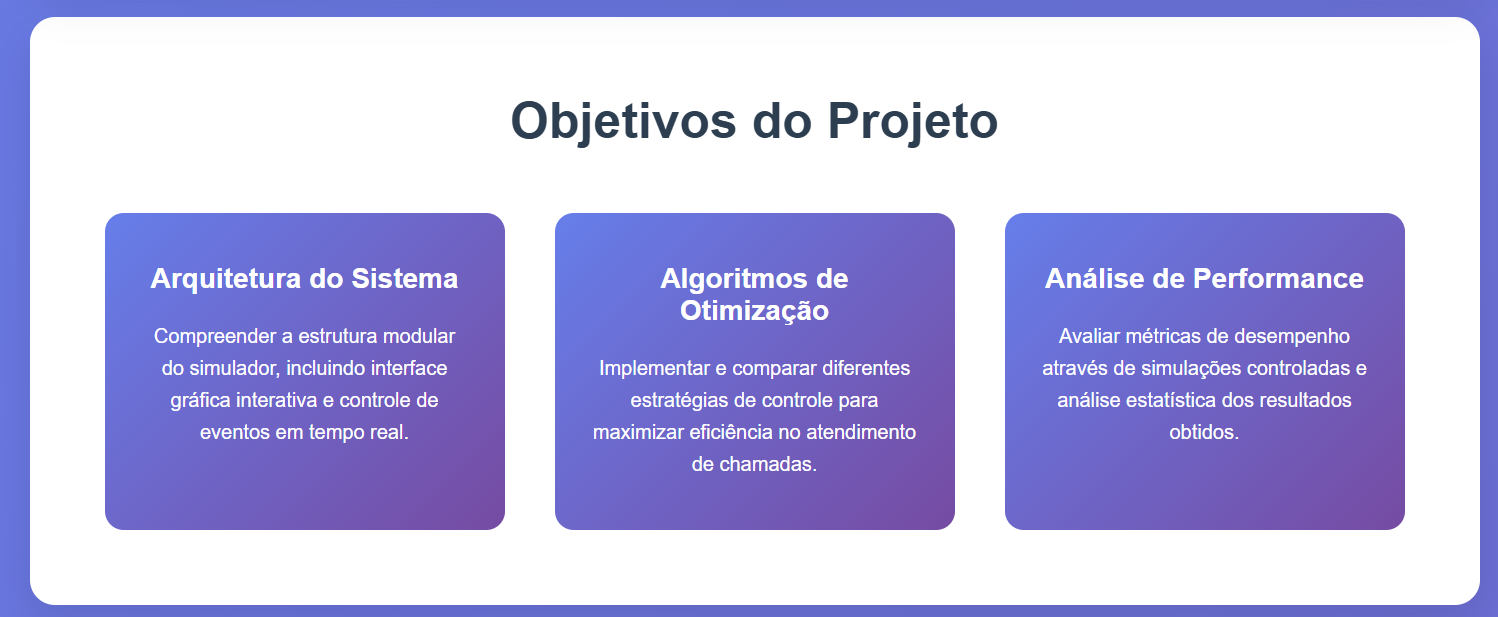 Objetivos do Projeto
Arquitetura do Sistema
Compreender a estrutura modular
do simulador, incluindo interface
gráfica interativa e controle de
eventos em tempo real.
Algoritmos de
Otimização
Implementar e comparar diferentes
estratégias de controle para
maximizar eficiência no atendimento
de chamadas.
Análise de Performance
Avaliar métricas de desempenho
através de simulações controladas e
análise estatística dos resultados
obtidos.